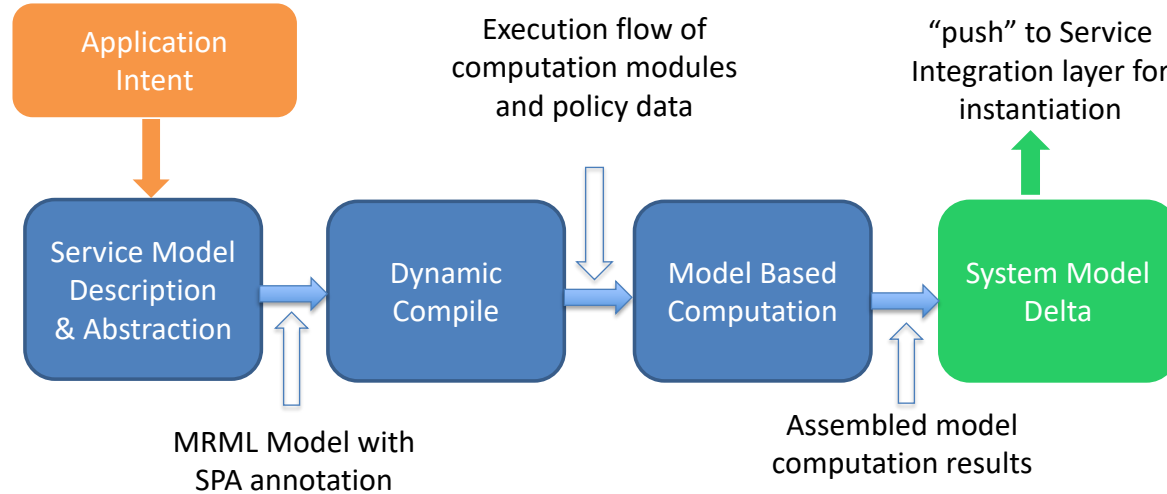 Application
Intent
Execution flow of
computation modules
and policy data
“push” to Service
Integration layer for
instantiation
Service Model
Description
& Abstraction
Dynamic
Compile
Model Based
Computation
System Model
Delta
MRML Model with
SPA annotation
Assembled model
computation results